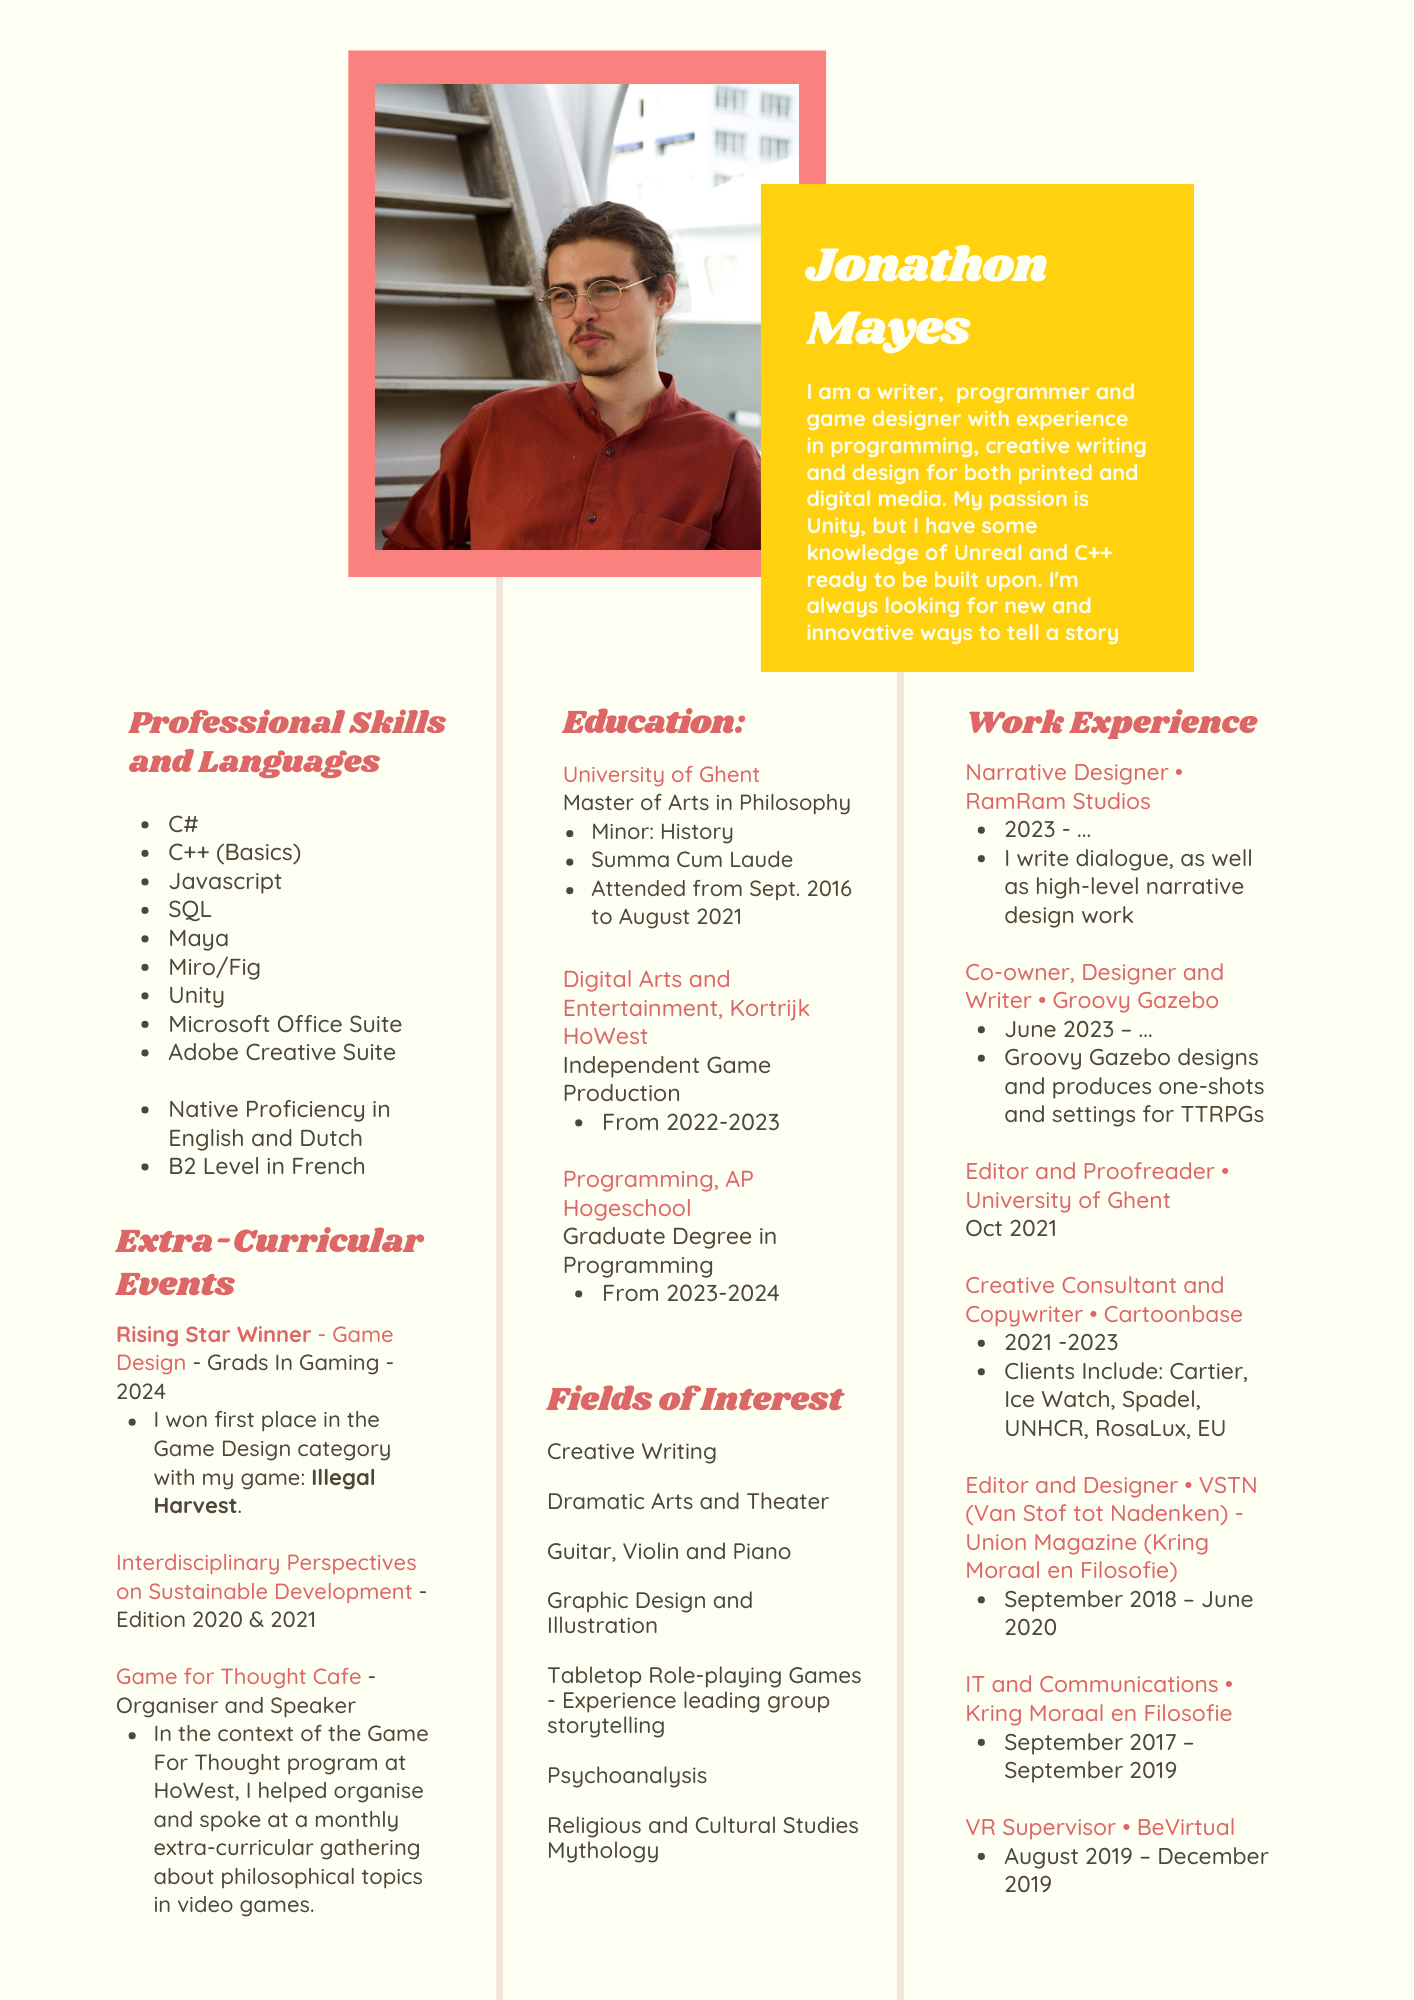 Jonathon
Mayes
I am a writer,  programmer and
game designer with experience
in programming, creative writing
and design for both printed and
digital media. My passion is
Unity, but I have some
knowledge of Unreal and C++
ready to be built upon. I'm
always looking for new and
innovative ways to tell a story
Professional Skills
and Languages
• C#
• C++ (Basics)
• Javascript
• SQL
• Maya
• Miro/Fig
• Unity
• Microsoft Office Suite
• Adobe Creative Suite
• Native Proficiency in
English and Dutch
• B2 Level in French
Extra-Curricular
Events
Rising Star Winner - Game
Design - Grads In Gaming -
2024
• I won first place in the
Game Design category
with my game: Illegal
Harvest.
Interdisciplinary Perspectives
on Sustainable Development -
Edition 2020 & 2021
Game for Thought Cafe -
Organiser and Speaker
• In the context of the Game
For Thought program at
HoWest, I helped organise
and spoke at a monthly
extra-curricular gathering
about philosophical topics
in video games.
Education:
University of Ghent
Master of Arts in Philosophy
• Minor: History
• Summa Cum Laude
• Attended from Sept. 2016
to August 2021
Digital Arts and
Entertainment, Kortrijk
HoWest
Independent Game
Production
• From 2022-2023
Programming, AP
Hogeschool
Graduate Degree in
Programming
• From 2023-2024
Fields of Interest
Creative Writing
Dramatic Arts and Theater
Guitar, Violin and Piano
Graphic Design and
Illustration
Tabletop Role-playing Games
- Experience leading group
storytelling
Psychoanalysis
Religious and Cultural Studies
Mythology
Work Experience
Narrative Designer •
RamRam Studios
• 2023 - ...
• I write dialogue, as well
as high-level narrative
design work
Co-owner, Designer and
Writer • Groovy Gazebo
• June 2023 – ...
• Groovy Gazebo designs
and produces one-shots
and settings for TTRPGs
Editor and Proofreader •
University of Ghent
Oct 2021
Creative Consultant and
Copywriter • Cartoonbase
• 2021 -2023
• Clients Include: Cartier,
Ice Watch, Spadel,
UNHCR, RosaLux, EU
Editor and Designer • VSTN
(Van Stof tot Nadenken) -
Union Magazine (Kring
Moraal en Filosofie)
• September 2018 – June
2020
IT and Communications •
Kring Moraal en Filosofie
• September 2017 –
September 2019
VR Supervisor • BeVirtual
• August 2019 – December
2019